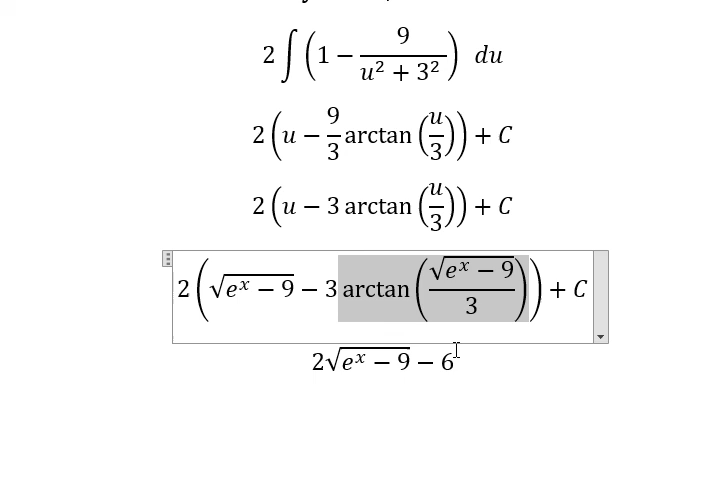 2 ∫ (1 − 9/(u² + 3²)) du
2 (u − 9/3 arctan (u/3)) + C
2 (u − 3 arctan (u/3)) + C
2 (√(eˣ − 9) − 3 arctan (√(eˣ − 9)/3)) + C
2√(eˣ − 9) − 6